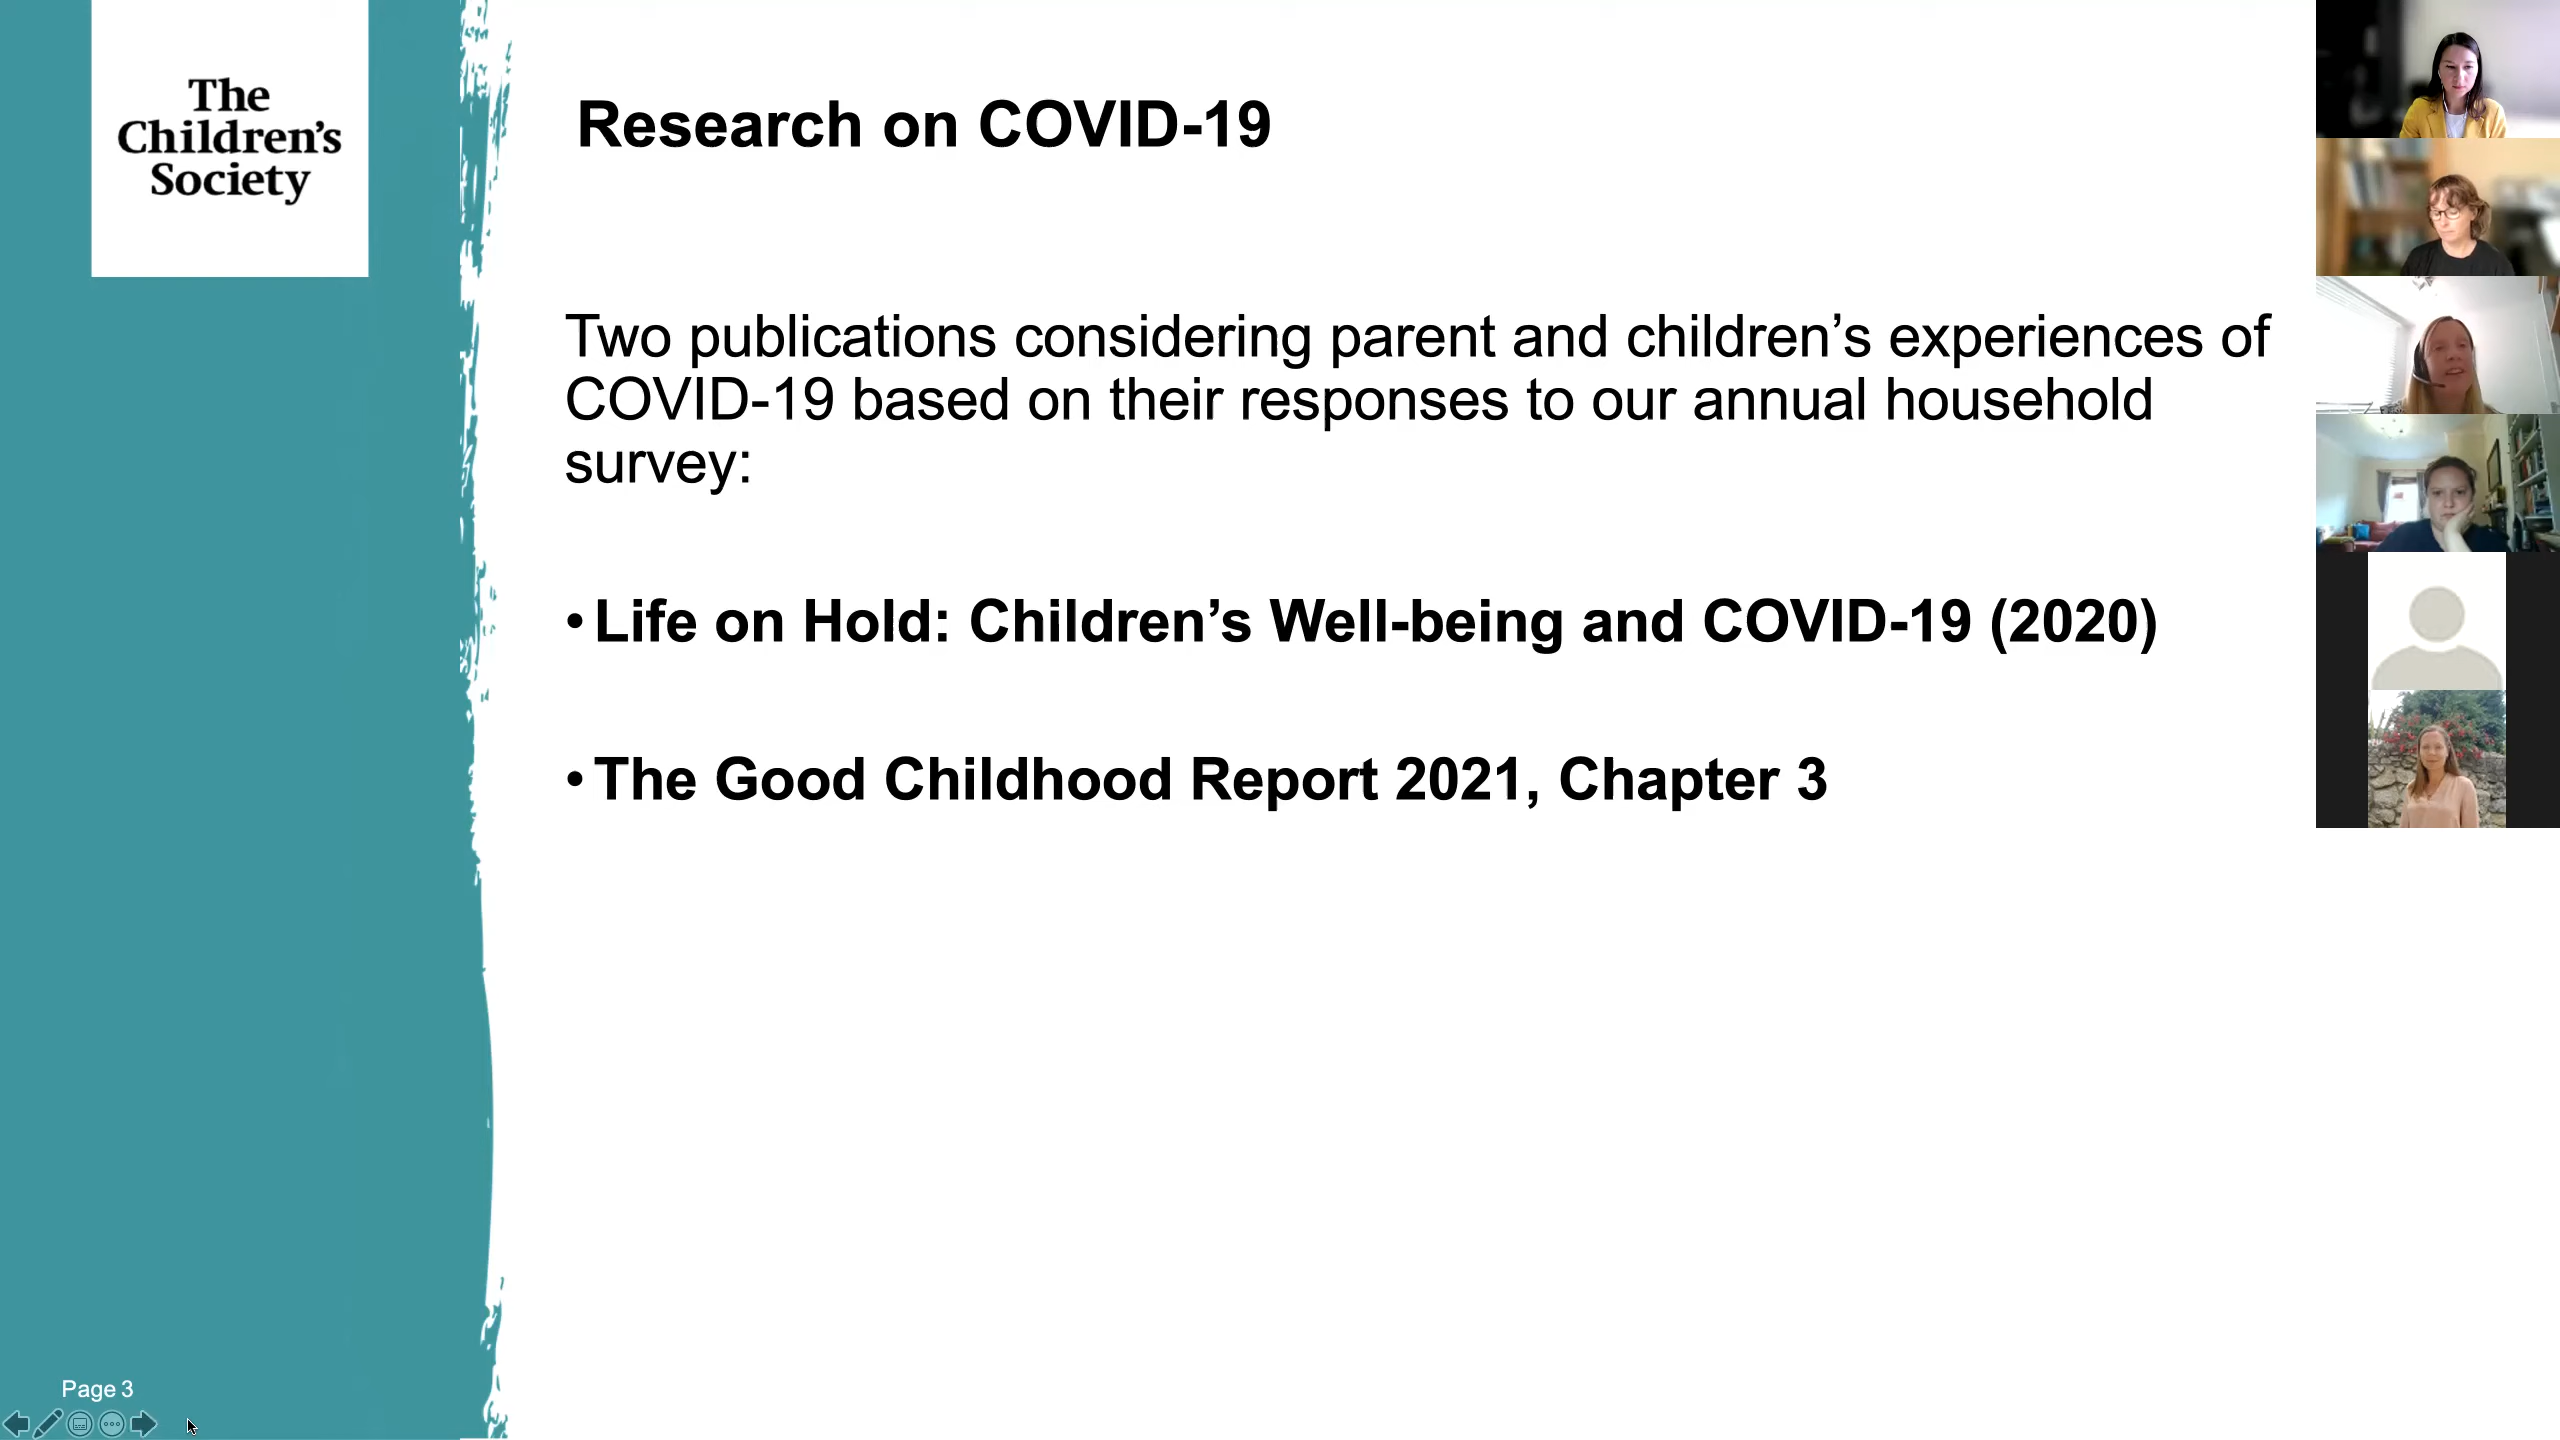 The
Children’s
Society
Research on COVID-19
Two publications considering parent and children’s experiences of
COVID-19 based on their responses to our annual household
survey:
• Life on Hold: Children’s Well-being and COVID-19 (2020)
• The Good Childhood Report 2021, Chapter 3
Page 3